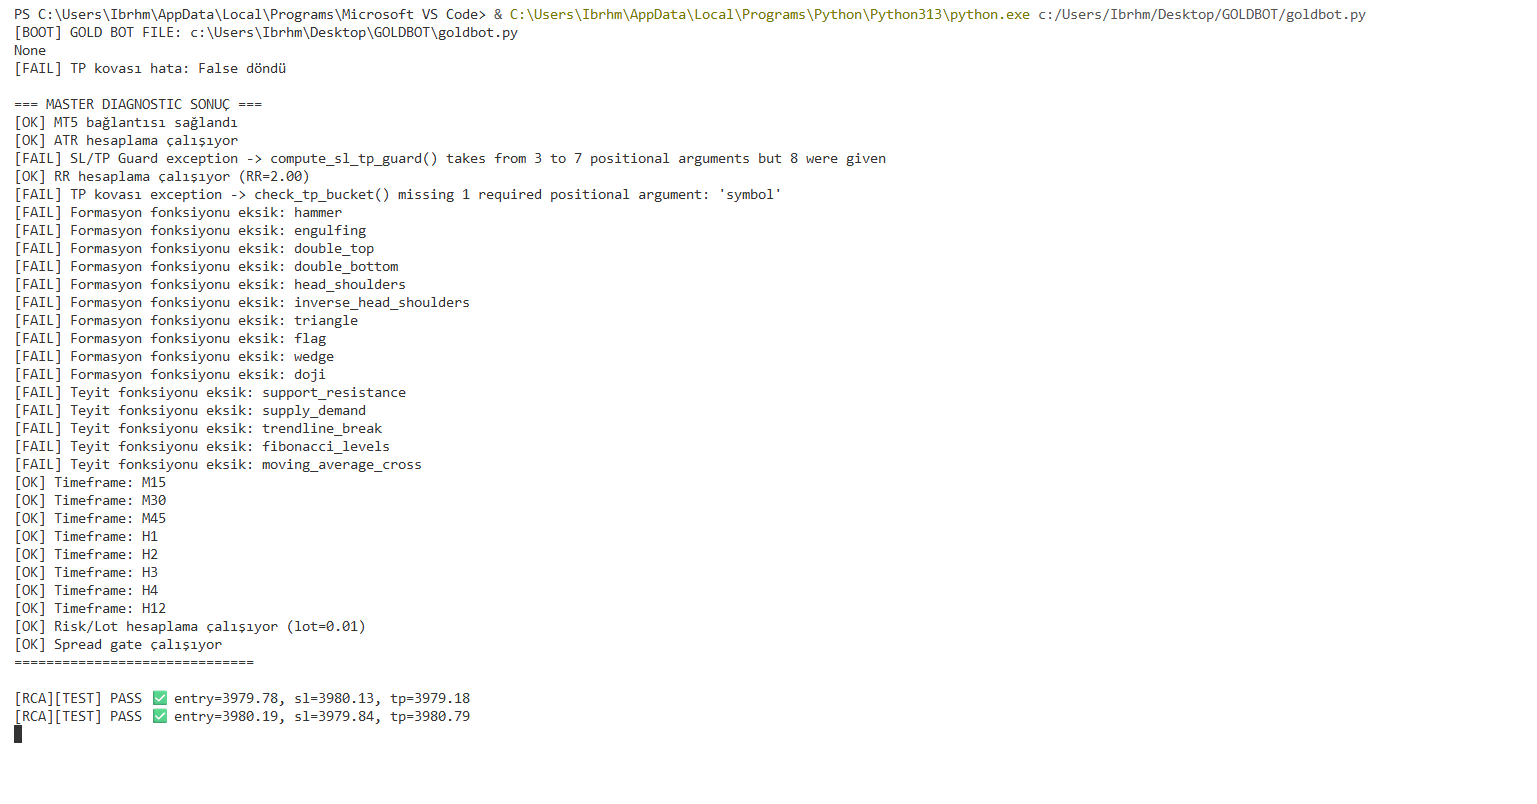 PS C:\Users\Ibrhm\AppData\Local\Programs\Microsoft VS Code> & C:\Users\Ibrhm\AppData\Local\Programs\Python\Python313\python.exe c:/Users/Ibrhm/Desktop/GOLDBOT/goldbot.py
[BOOT] GOLD BOT FILE: c:\Users\Ibrhm\Desktop\GOLDBOT\goldbot.py
None
[FAIL] TP kovası hata: False döndü
=== MASTER DIAGNOSTIC SONUÇ ===
[OK] MT5 bağlantısı sağlandı
[OK] ATR hesaplama çalışıyor
[FAIL] SL/TP Guard exception -> compute_sl_tp_guard() takes from 3 to 7 positional arguments but 8 were given
[OK] RR hesaplama çalışıyor (RR=2.00)
[FAIL] TP kovası exception -> check_tp_bucket() missing 1 required positional argument: 'symbol'
[FAIL] Formasyon fonksiyonu eksik: hammer
[FAIL] Formasyon fonksiyonu eksik: engulfing
[FAIL] Formasyon fonksiyonu eksik: double_top
[FAIL] Formasyon fonksiyonu eksik: double_bottom
[FAIL] Formasyon fonksiyonu eksik: head_shoulders
[FAIL] Formasyon fonksiyonu eksik: inverse_head_shoulders
[FAIL] Formasyon fonksiyonu eksik: triangle
[FAIL] Formasyon fonksiyonu eksik: flag
[FAIL] Formasyon fonksiyonu eksik: wedge
[FAIL] Formasyon fonksiyonu eksik: doji
[FAIL] Teyit fonksiyonu eksik: support_resistance
[FAIL] Teyit fonksiyonu eksik: supply_demand
[FAIL] Teyit fonksiyonu eksik: trendline_break
[FAIL] Teyit fonksiyonu eksik: fibonacci_levels
[FAIL] Teyit fonksiyonu eksik: moving_average_cross
[OK] Timeframe: M15
[OK] Timeframe: M30
[OK] Timeframe: M45
[OK] Timeframe: H1
[OK] Timeframe: H2
[OK] Timeframe: H3
[OK] Timeframe: H4
[OK] Timeframe: H12
[OK] Risk/Lot hesaplama çalışıyor (lot=0.01)
[OK] Spread gate çalışıyor
==============================
[RCA][TEST] PASS ✅ entry=3979.78, sl=3980.13, tp=3979.18
[RCA][TEST] PASS ✅ entry=3980.19, sl=3979.84, tp=3980.79